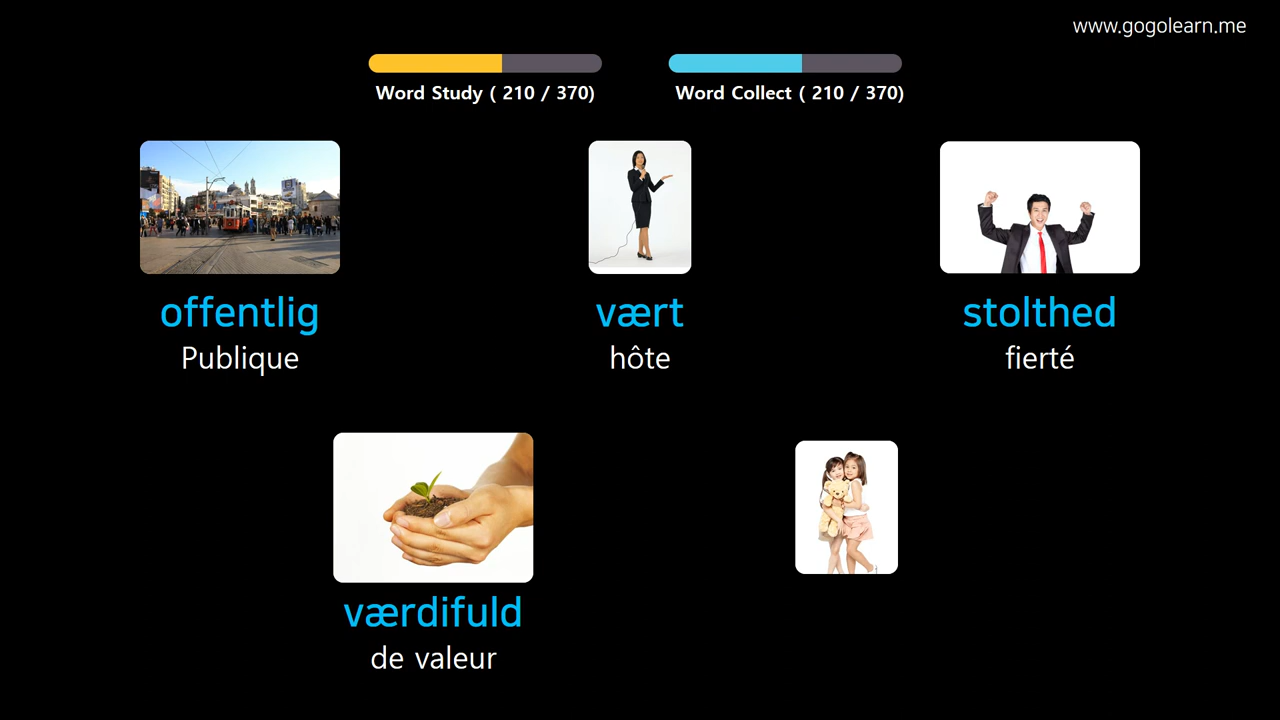 www.gogolearn.me
Word Study ( 210 / 370)
Word Collect ( 210 / 370)
offentlig
Publique
vært
hôte
stolthed
fierté
værdifuld
de valeur